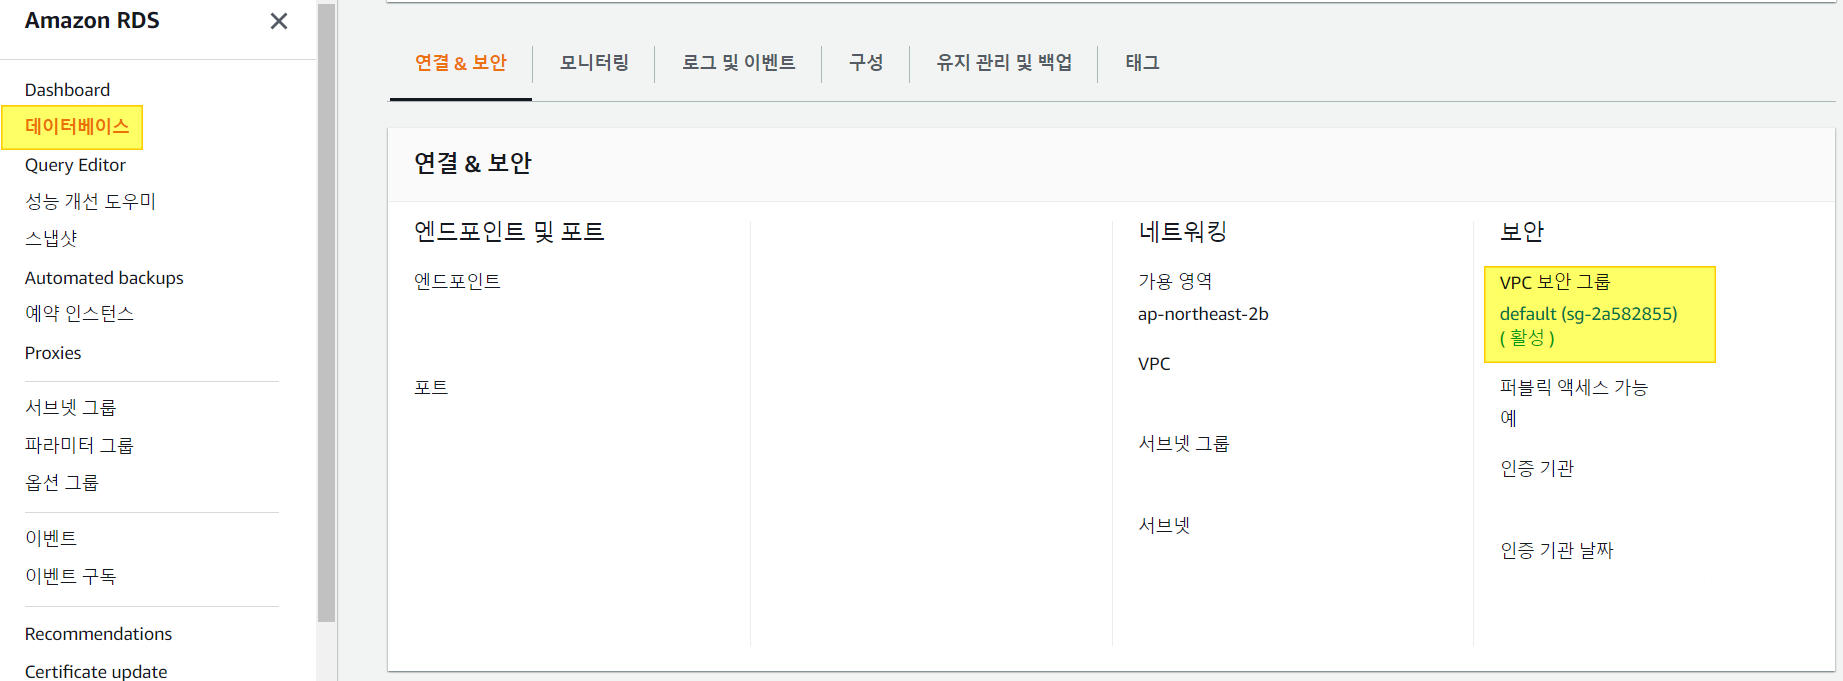 Amazon RDS
Dashboard
데이터베이스
Query Editor
성능 개선 도우미
스냅샷
Automated backups
예약 인스턴스
Proxies
서브넷 그룹
파라미터 그룹
옵션 그룹
이벤트
이벤트 구독
Recommendations
Certificate update
연결 & 보안
모니터링
로그 및 이벤트
구성
유지 관리 및 백업
태그
연결 & 보안
엔드포인트 및 포트
엔드포인트
포트
네트워킹
가용 영역
ap-northeast-2b
VPC
서브넷 그룹
서브넷
보안
VPC 보안 그룹
default (sg-2a582855)
( 활성 )
퍼블릭 액세스 가능
예
인증 기관
인증 기관 날짜